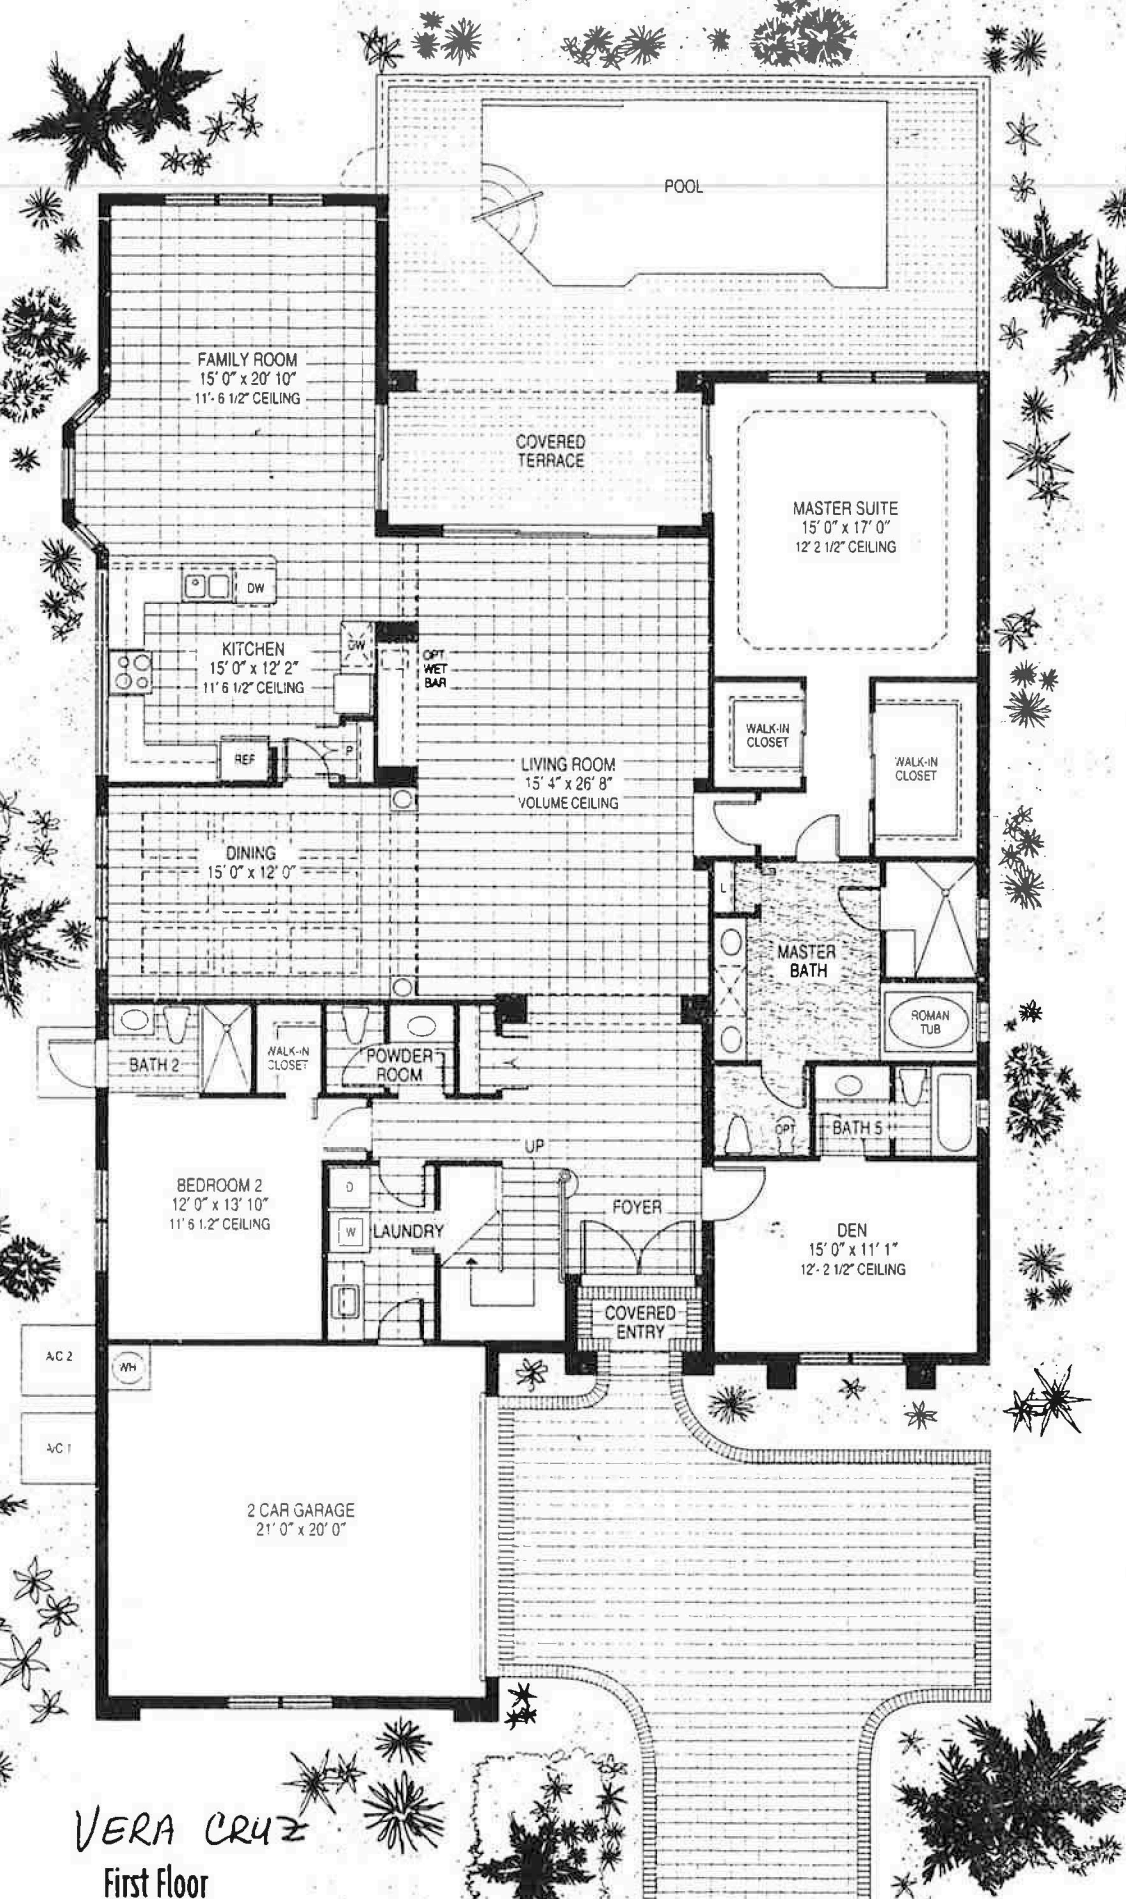 POOL
FAMILY ROOM
15' 0" x 20' 10"
11'- 6 1/2" CEILING
COVERED
TERRACE
MASTER SUITE
15' 0" x 17' 0"
12' 2 1/2" CEILING
DW
KITCHEN
15' 0" x 12' 2"
11' 6 1/2" CEILING
OW
OPT
WET
BAR
REF
P
WALK-IN
CLOSET
WALK-IN
CLOSET
LIVING ROOM
15' 4" x 26' 8"
VOLUME CEILING
DINING
15' 0" x 12' 0"
L
MASTER
BATH
ROMAN
TUB
BATH 2
WALK-IN
CLOSET
POWDER
ROOM
OPT
BATH 5
UP
BEDROOM 2
12' 0" x 13' 10"
11' 6 1.2" CEILING
D
W
LAUNDRY
FOYER
DEN
15' 0" x 11' 1"
12'- 2 1/2" CEILING
COVERED
ENTRY
A/C 2
WH
A/C 1
2 CAR GARAGE
21' 0" x 20' 0"
VERA CRUZ
First Floor